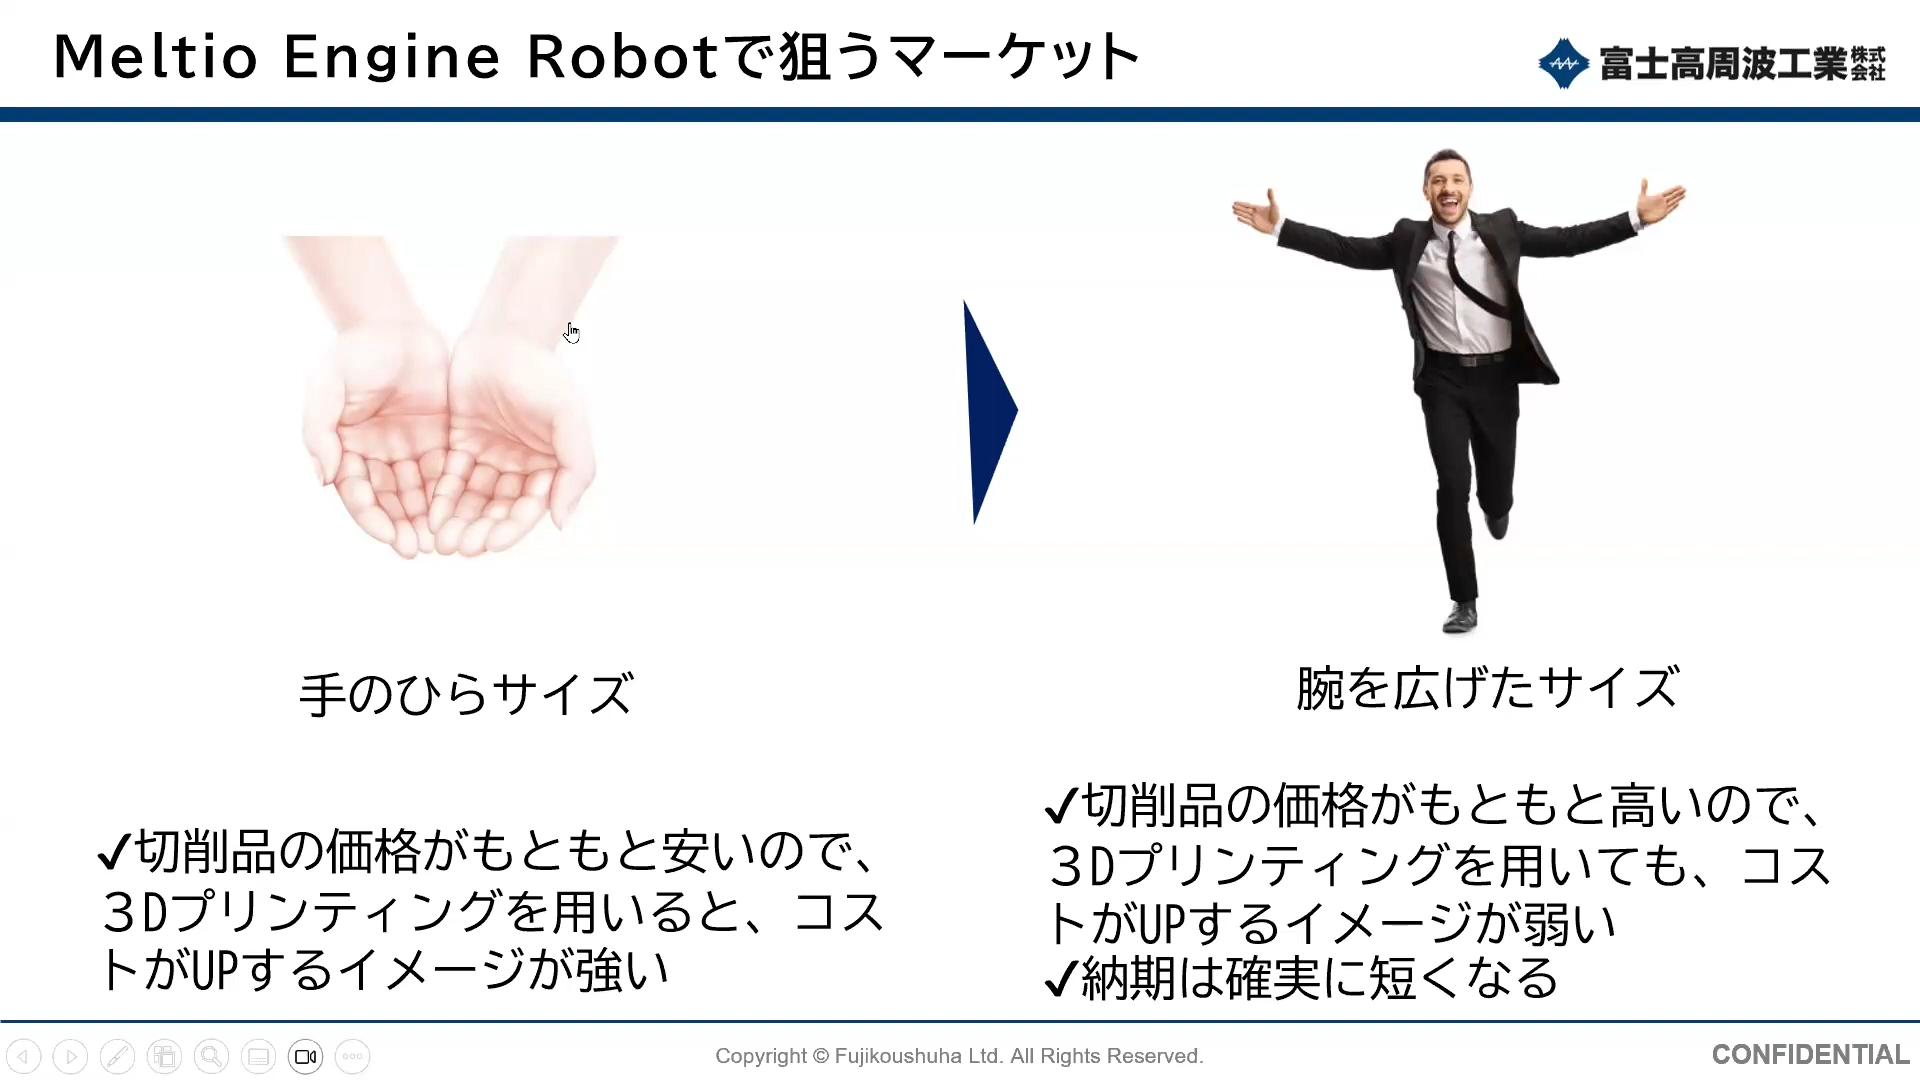 Meltio Engine Robotで狙うマーケット
富士高周波工業株式会社
手のひらサイズ
✓切削品の価格がもともと安いので、
３Dプリンティングを用いると、コス
トがUPするイメージが強い
腕を広げたサイズ
✓切削品の価格がもともと高いので、
３Dプリンティングを用いても、コス
トがUPするイメージが弱い
✓納期は確実に短くなる
Copyright © Fujikoushuha Ltd. All Rights Reserved.
CONFIDENTIAL